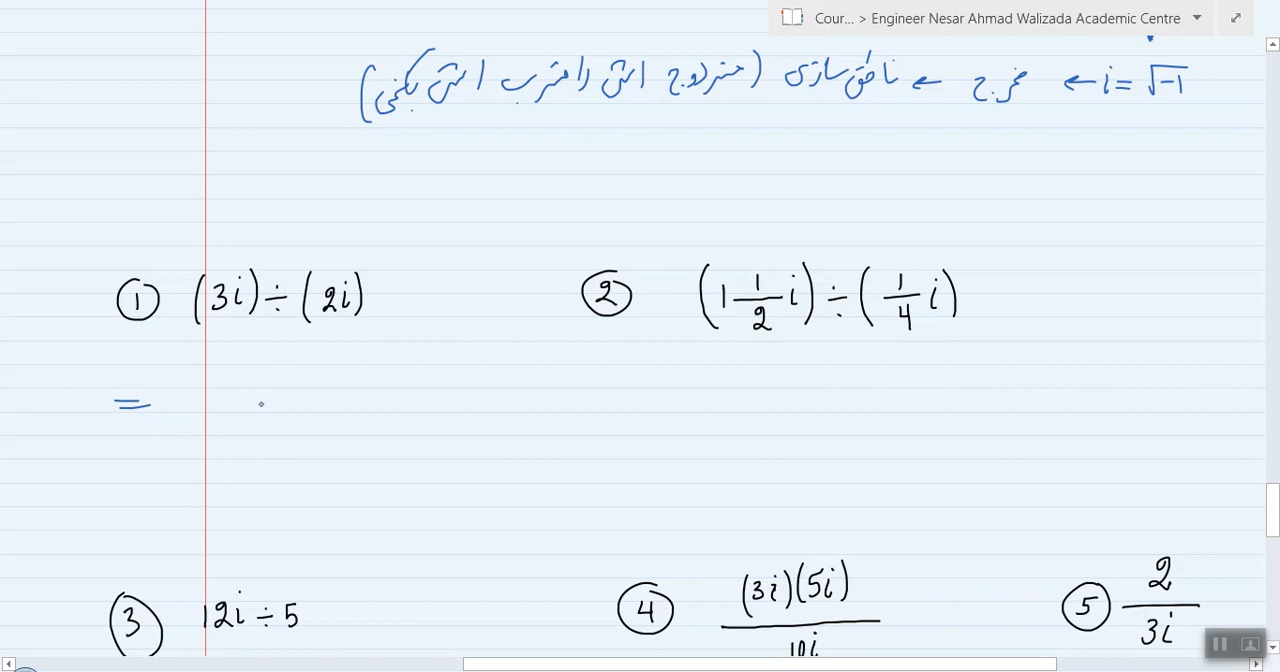 Cour... > Engineer Nesar Ahmad Walizada Academic Centre
i = √-1 ← مخرج ← ناطق سازی (مزدوج اش را ضرب اش بکنی)
① (3i) ÷ (2i)
② (1 1/2 i) ÷ (1/4 i)
=
③ 12i ÷ 5
④ (3i)(5i) / 10i
⑤ 2 / 3i